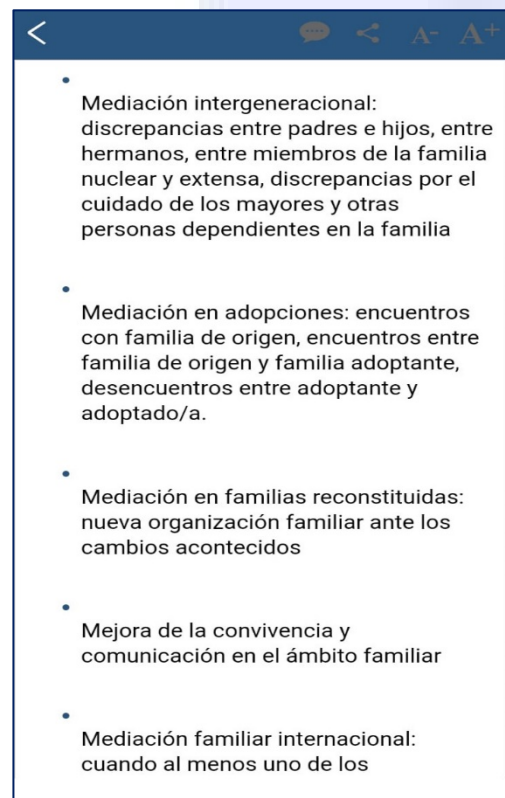 A- A+
Mediación intergeneracional:
discrepancias entre padres e hijos, entre
hermanos, entre miembros de la familia
nuclear y extensa, discrepancias por el
cuidado de los mayores y otras
personas dependientes en la familia
Mediación en adopciones: encuentros
con familia de origen, encuentros entre
familia de origen y familia adoptante,
desencuentros entre adoptante y
adoptado/a.
Mediación en familias reconstituidas:
nueva organización familiar ante los
cambios acontecidos
Mejora de la convivencia y
comunicación en el ámbito familiar
Mediación familiar internacional:
cuando al menos uno de los